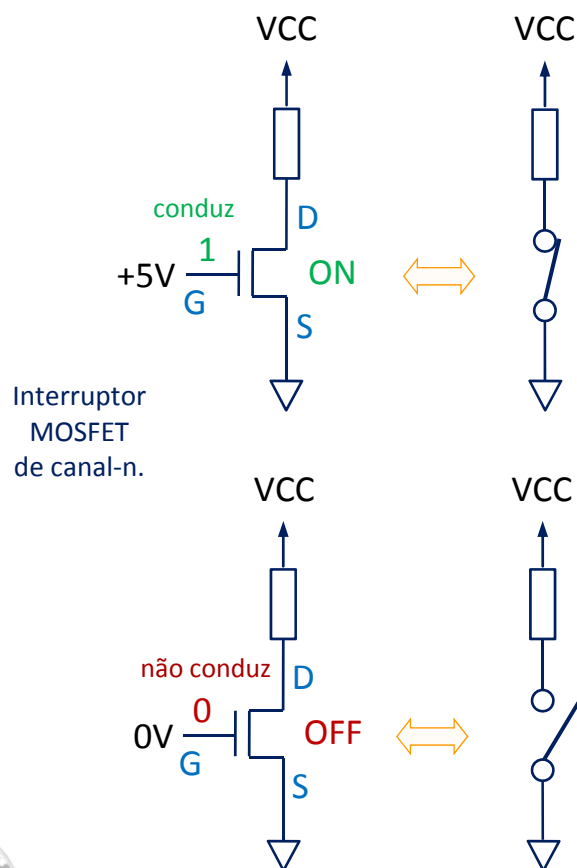 VCC
VCC
conduz
D
1
+5V
ON
G
S
Interruptor
MOSFET
de canal-n.
VCC
VCC
não conduz
D
0
0V
OFF
G
S